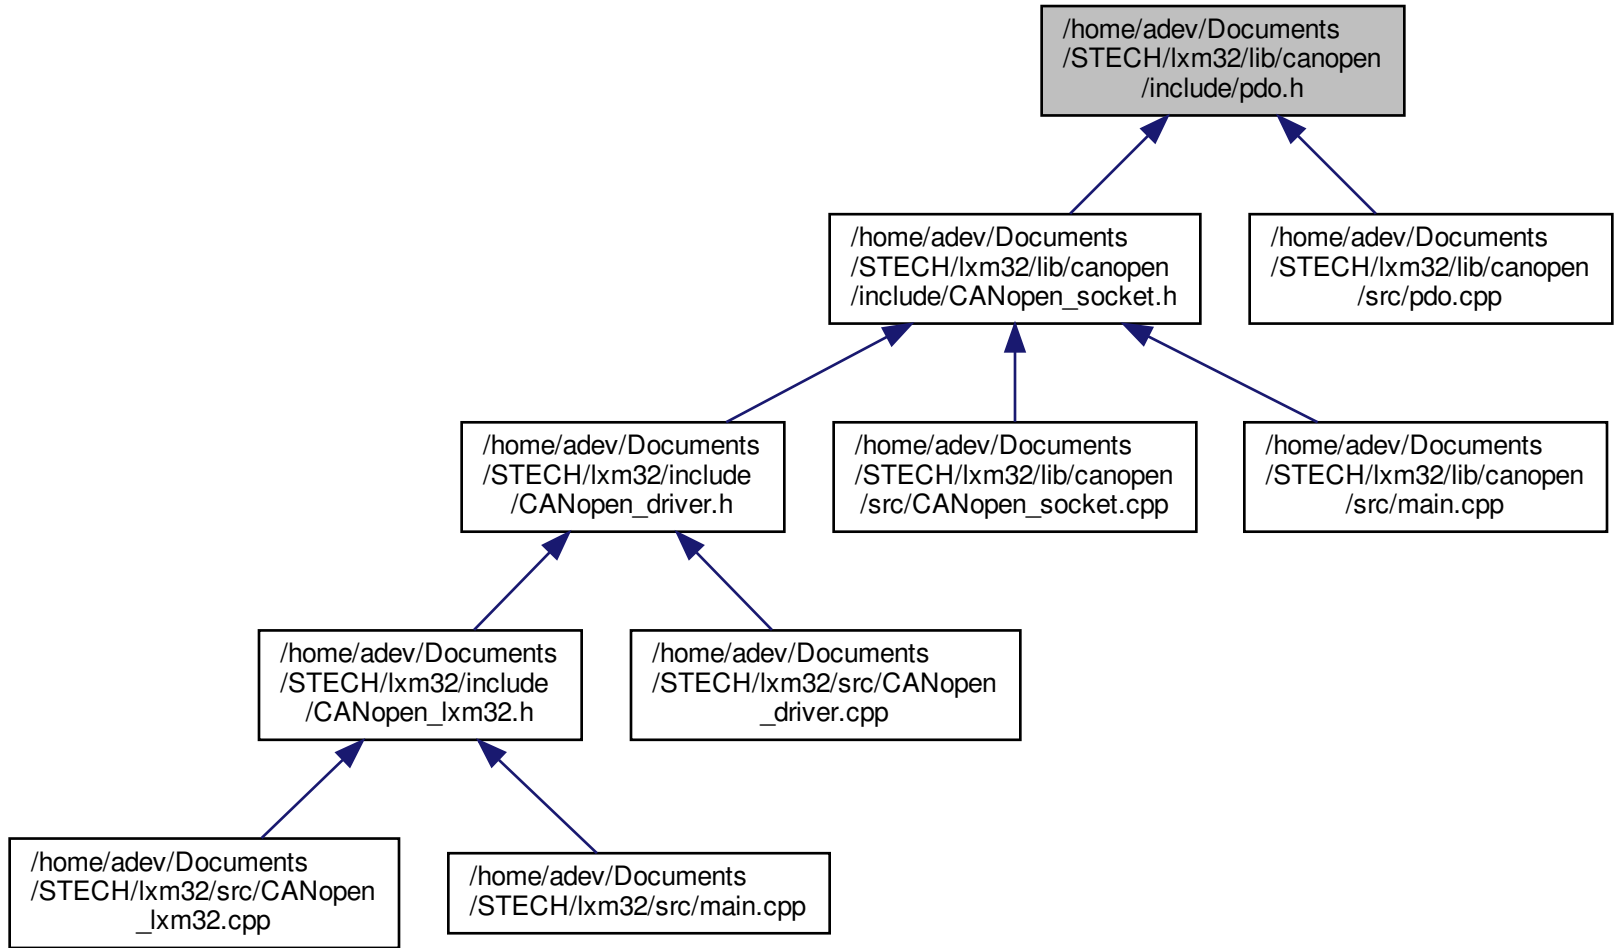 /home/adev/Documents
/STECH/lxm32/lib/canopen
/include/pdo.h
/home/adev/Documents
/STECH/lxm32/lib/canopen
/include/CANopen_socket.h
/home/adev/Documents
/STECH/lxm32/lib/canopen
/src/pdo.cpp
/home/adev/Documents
/STECH/lxm32/include
/CANopen_driver.h
/home/adev/Documents
/STECH/lxm32/lib/canopen
/src/CANopen_socket.cpp
/home/adev/Documents
/STECH/lxm32/lib/canopen
/src/main.cpp
/home/adev/Documents
/STECH/lxm32/include
/CANopen_lxm32.h
/home/adev/Documents
/STECH/lxm32/src/CANopen
_driver.cpp
/home/adev/Documents
/STECH/lxm32/src/CANopen
_lxm32.cpp
/home/adev/Documents
/STECH/lxm32/src/main.cpp